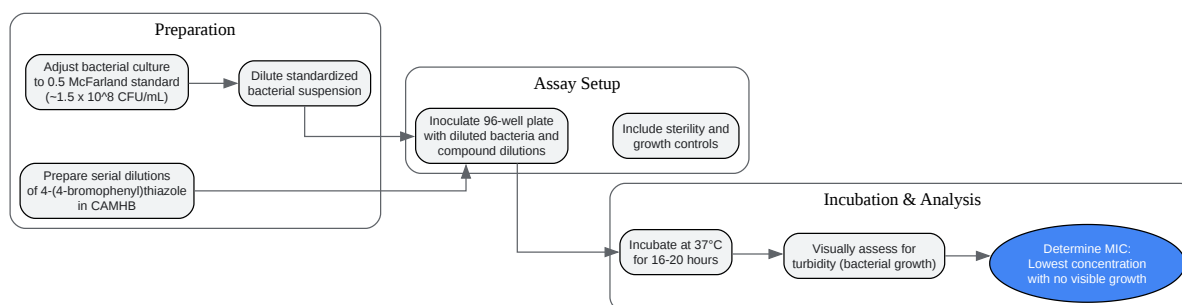 Preparation
Adjust bacterial culture
to 0.5 McFarland standard
(~1.5 x 10^8 CFU/mL)
Dilute standardized
bacterial suspension
Prepare serial dilutions
of 4-(4-bromophenyl)thiazole
in CAMHB
Assay Setup
Inoculate 96-well plate
with diluted bacteria and
compound dilutions
Include sterility and
growth controls
Incubation & Analysis
Incubate at 37°C
for 16-20 hours
Visually assess for
turbidity (bacterial growth)
Determine MIC:
Lowest concentration
with no visible growth